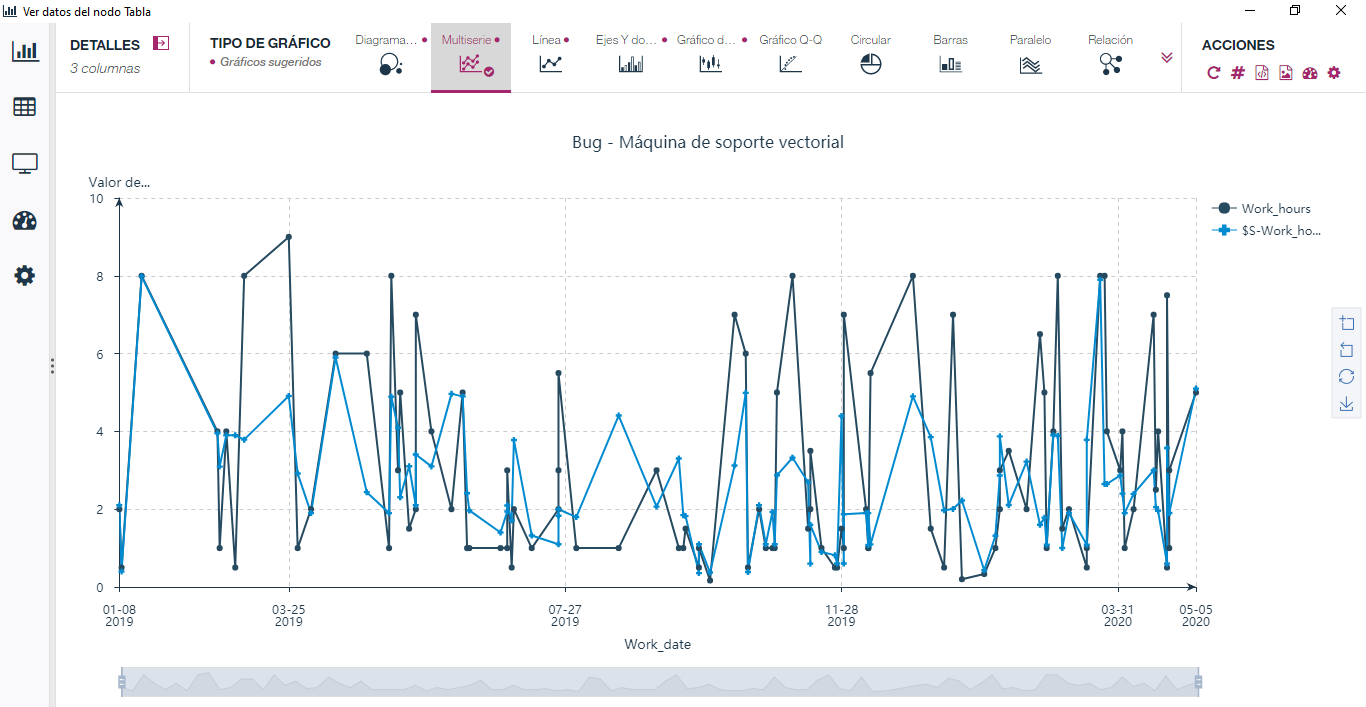 Ver datos del nodo Tabla
DETALLES
3 columnas
TIPO DE GRÁFICO
Gráficos sugeridos
Diagrama...
Multiserie
Línea
Ejes Y do...
Gráfico d...
Gráfico Q-Q
Circular
Barras
Paralelo
Relación
ACCIONES
Bug - Máquina de soporte vectorial
Valor de...
10
8
6
4
2
0
01-08
2019
03-25
2019
07-27
2019
11-28
2019
03-31
2020
05-05
2020
Work_date
Work_hours
$S-Work_ho...